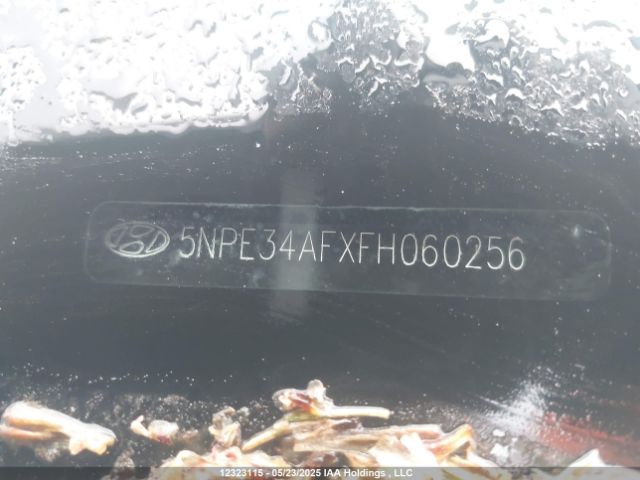 5NPE34AFXFH060256
12323115 - 05/23/2025 IAA Holdings , LLC